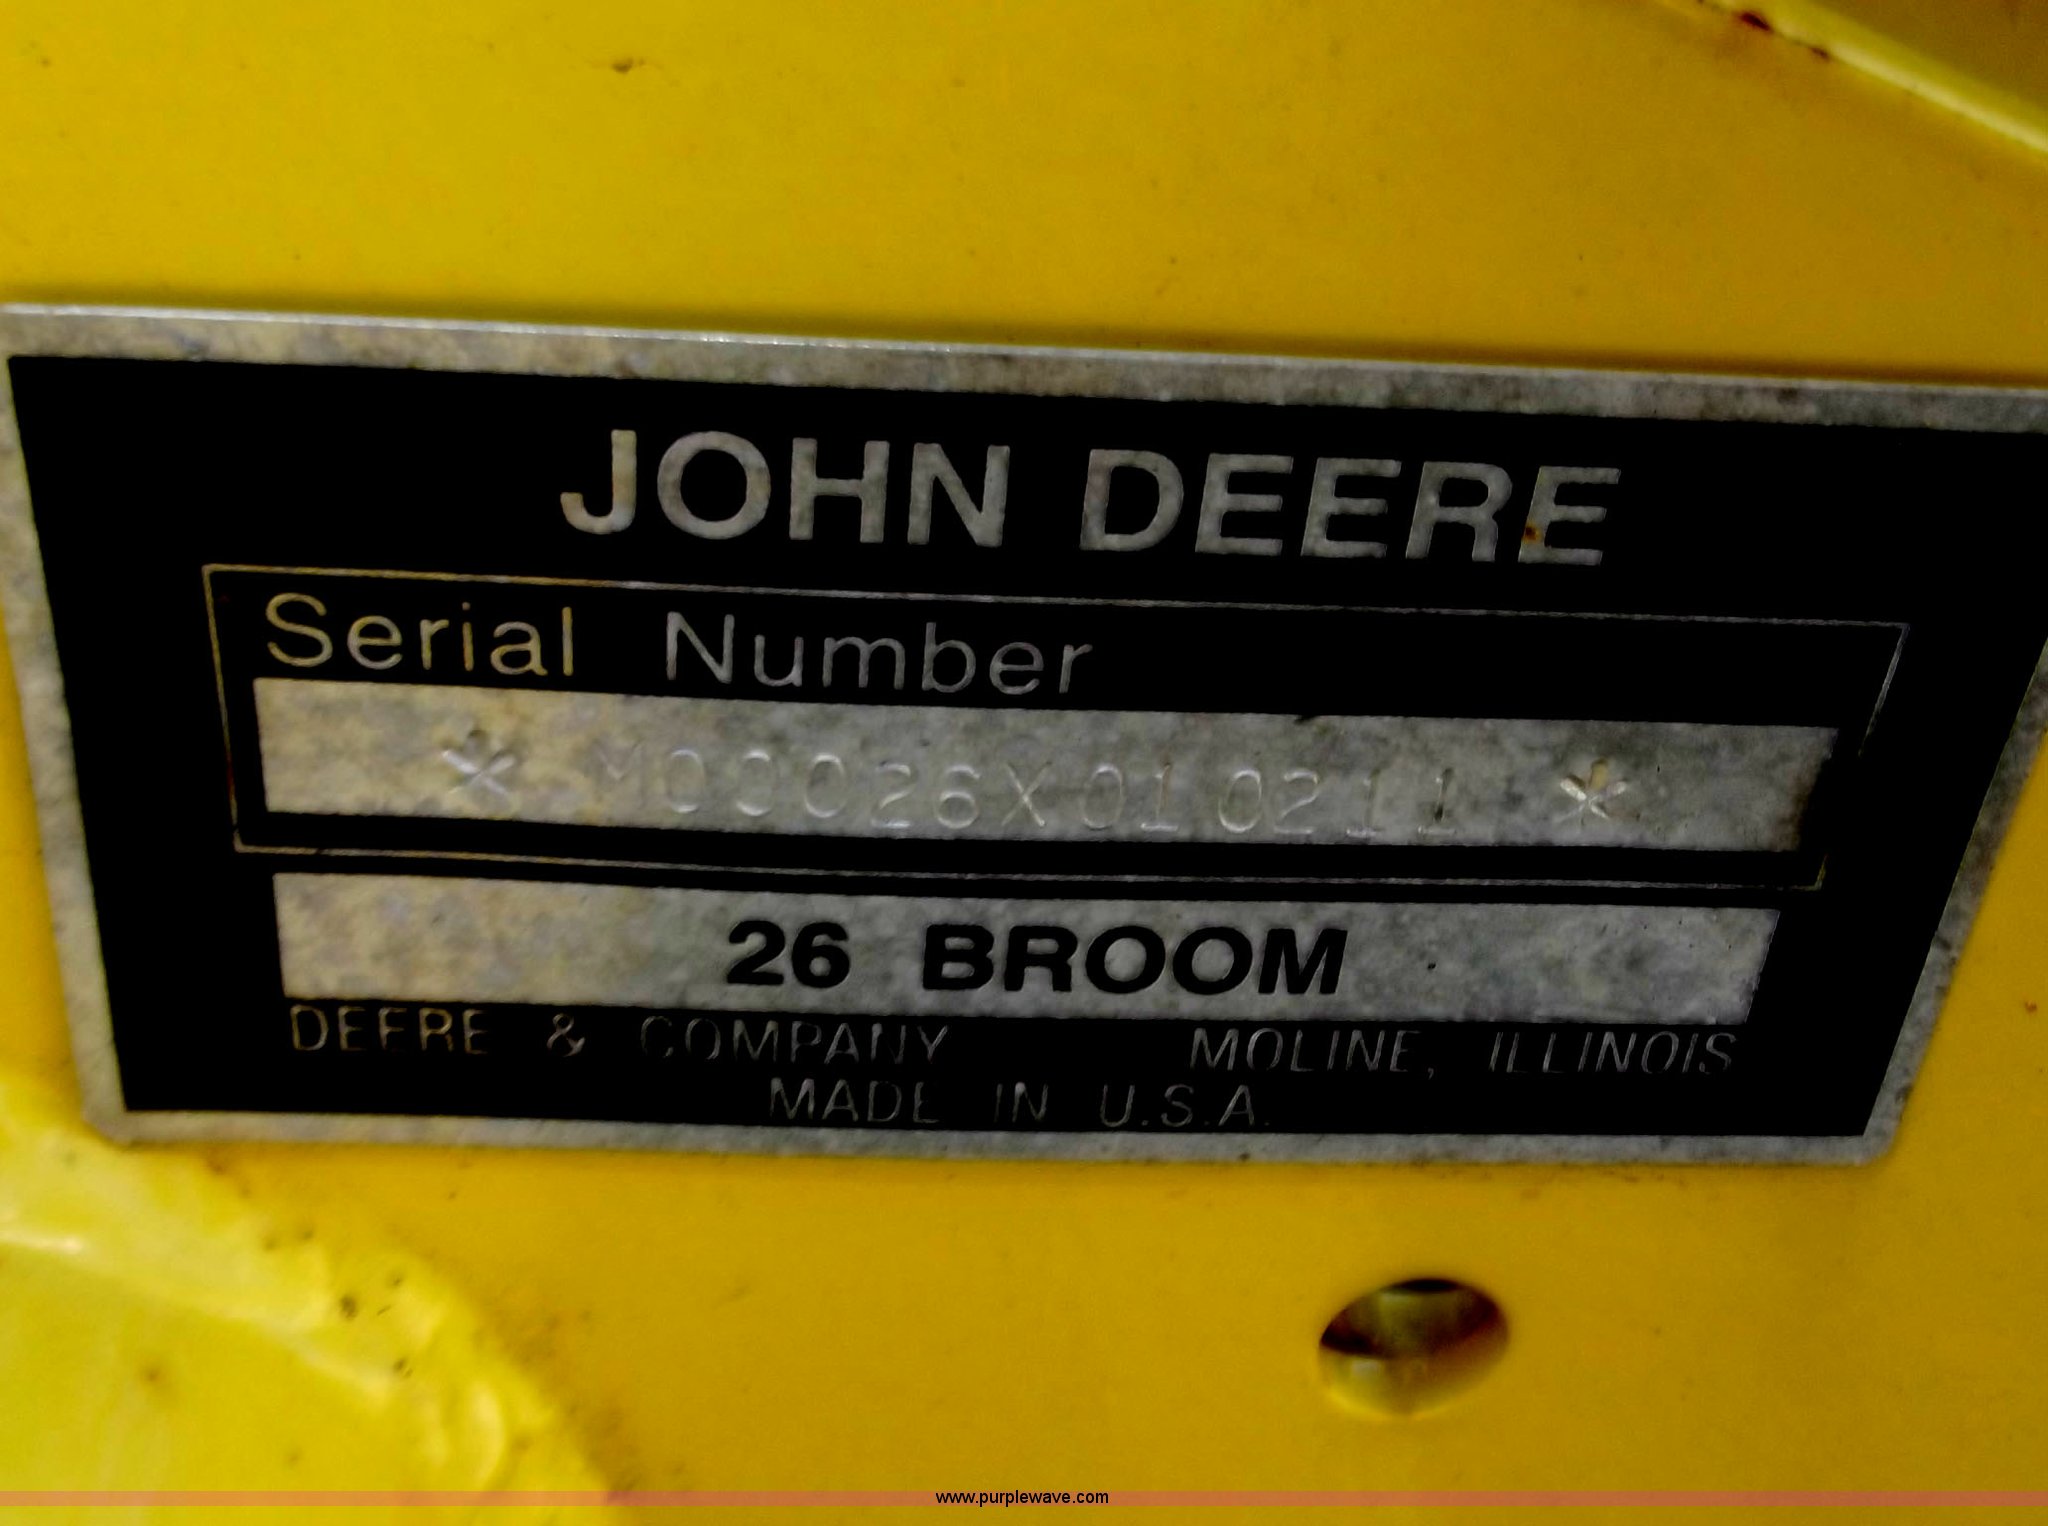 JOHN DEERE
Serial Number
* M00026X010211 *
26 BROOM
DEERE & COMPANY MOLINE, ILLINOIS
MADE IN U.S.A.
www.purplewave.com